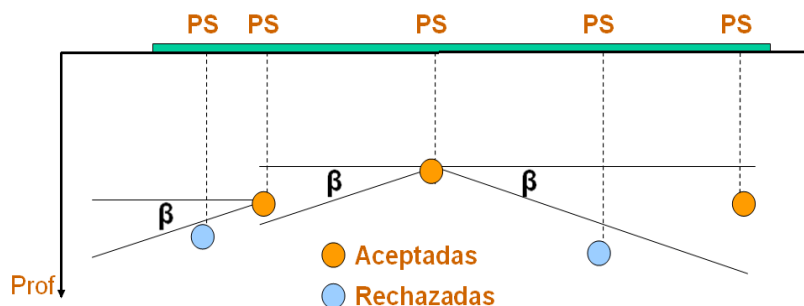 PS PS PS PS PS
β β β
Aceptadas
Prof
Rechazadas